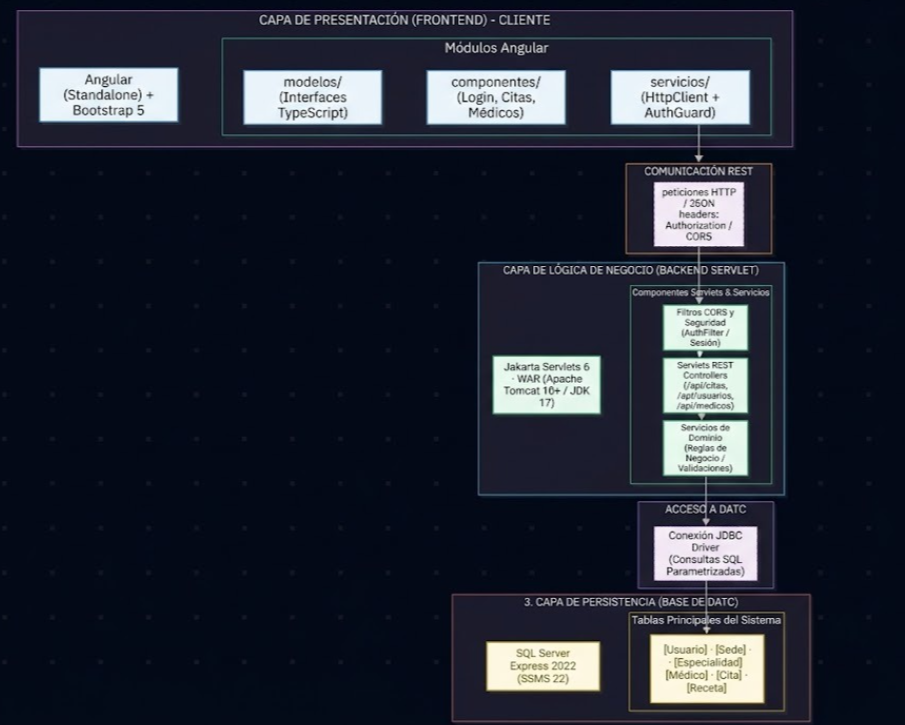 CAPA DE PRESENTACIÓN (FRONTEND) - CLIENTE
Módulos Angular
Angular
(Standalone) +
Bootstrap 5
modelos/
(Interfaces
TypeScript)
componentes/
(Login, Citas,
Médicos)
servicios/
(HttpClient +
AuthGuard)
COMUNICACIÓN REST
peticiones HTTP
/ 2SON
headers:
Authorization /
CORS
CAPA DE LÓGICA DE NEGOCIO (BACKEND SERVLET)
Componentes Servlets & Servicios
Filtros CORS y
Seguridad
(AuthFilter /
Sesión)
Jakarta Servlets 6
· WAR (Apache
Tomcat 16+ / JDK
17)
Serviets REST
Controllers
(/api/citas,
/apt/usuarios,
/api/medicos)
Servicios de
Domínio
(Reglas de
Negocio /
Validaciones)
ACCESO A DATC
Conexión JDBC
Driver
(Consultas SQL
Parametrizadas)
3. CAPA DE PERSISTENCIA (BASE DE DATC)
Tablas Principales del Sistema
SQL Server
Express 2022
(SSMS 22)
[Usuario] · [Sede] ·
· [Especialidad]
[Médico] · [Cita] ·
[Receta]